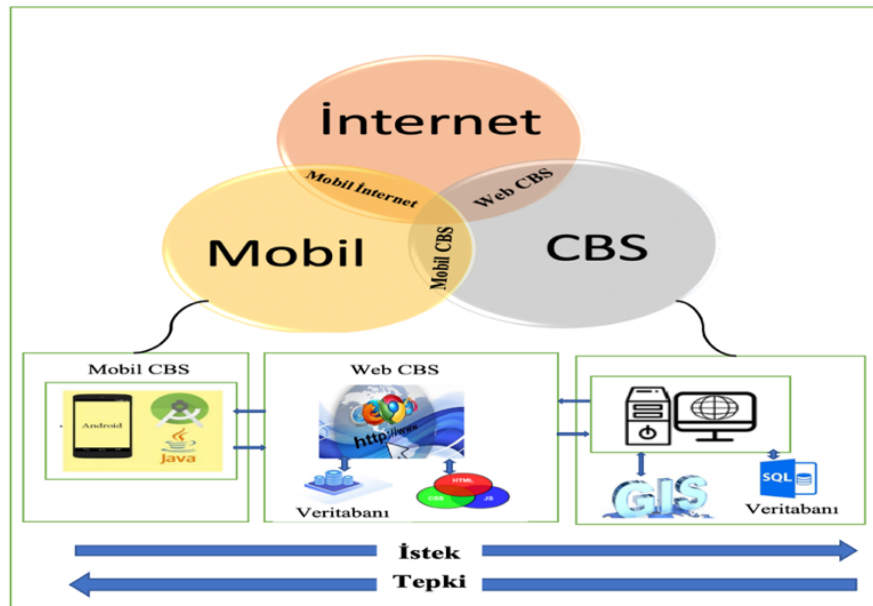 İnternet
Mobil İnternet
Web CBS
Mobil
Mobil CBS
CBS
Mobil CBS
Web CBS
Android
Java
http://www
HTML
CSS
JS
Veritabanı
GIS
SQL
Veritabanı
İstek
Tepki